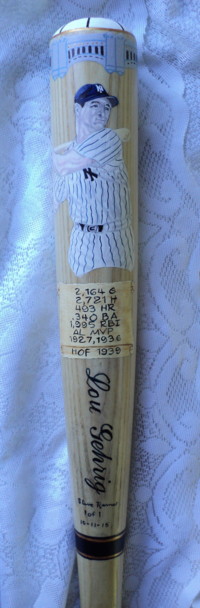 2,164 G
2,721 H
493 HR
.340 BA
1,995 RBI
AL MVP
1927, 1936
HOF 1939
Lou Gehrig
1 of 1